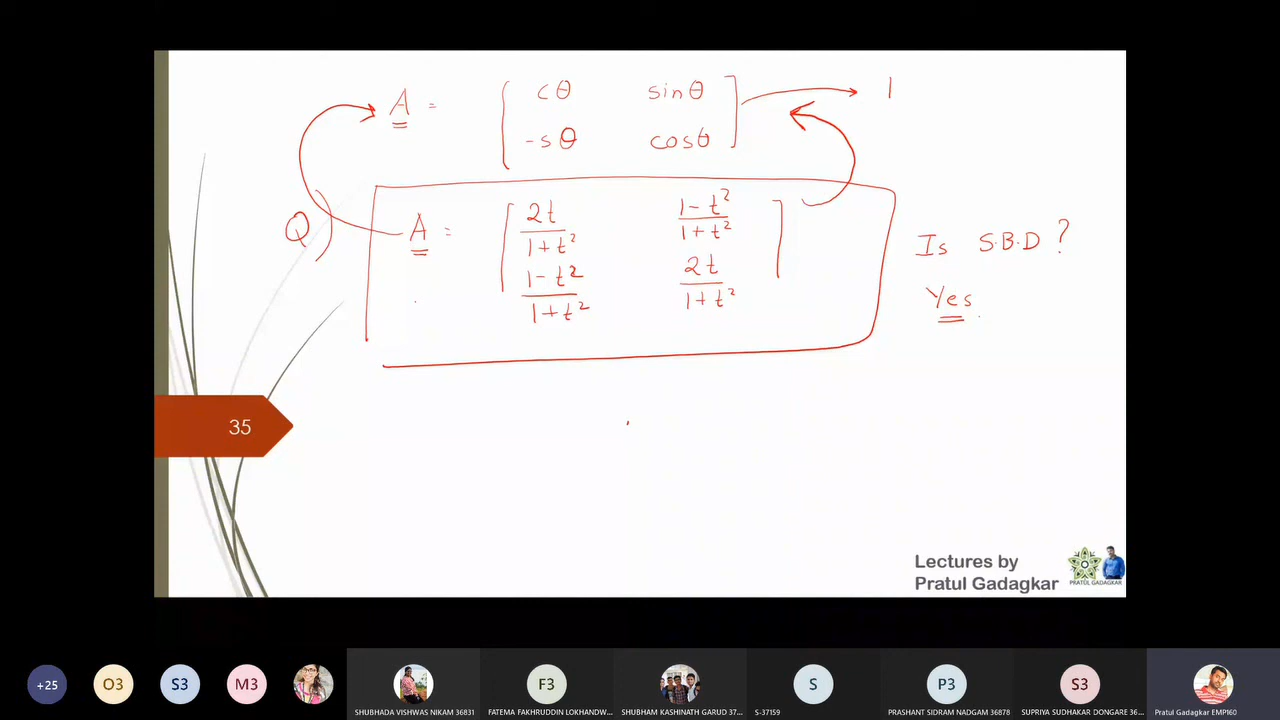 A = [ cθ sinθ → 1
-sθ cosθ ]
Q) A = [ 2t/1+t² 1-t²/1+t² ]
1-t²/1+t² 2t/1+t²
Is S.B.D ?
Yes.
35
Lectures by
Pratul Gadagkar
PRATUL GADAGKAR
+25 O3 S3 M3 F3 S P3 S3
SHUBHADA VISHWAS NIKAM 36831 FATEMA FAKHRUDDIN LOKHANDW... SHUBHAM KASHINATH GARUD 37... S-37159 PRASHANT SIDRAM NADGAM 36878 SUPRIYA SUDHAKAR DONGARE 36... Pratul Gadagkar EMP160